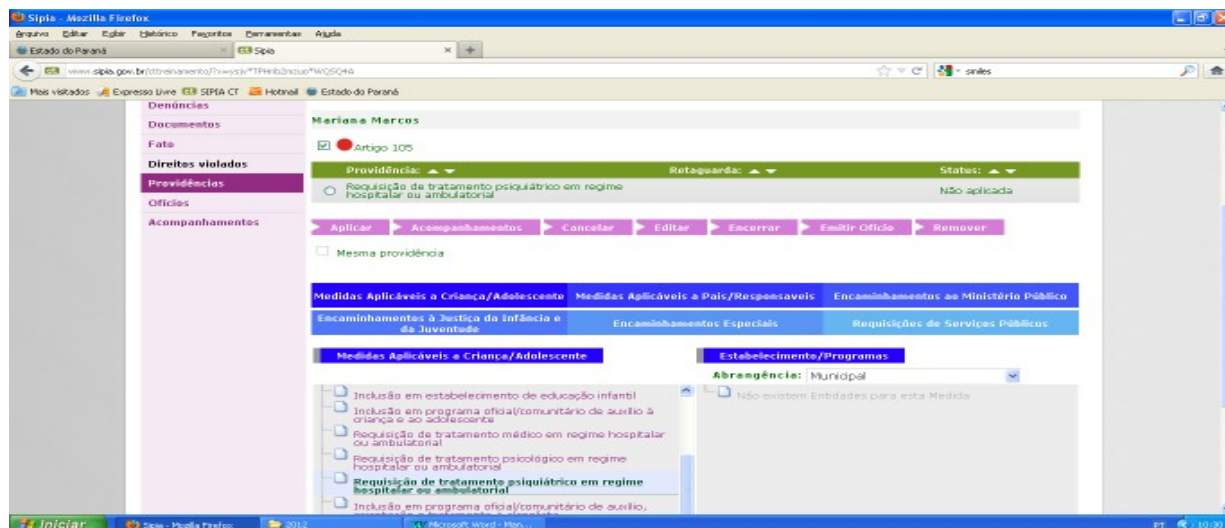 Sipia - Mozilla Firefox
Arquivo Editar Exibir Histórico Favoritos Ferramentas Ajuda
Estado do Paraná
Sipia
www.sipia.gov.br
smiles
Mais visitados Expresso Livre SIPIA CT Hotmail Estado do Paraná
Denúncias
Documentos
Fato
Direitos violados
Providências
Ofícios
Acompanhamentos
Mariana Marcos
Artigo 105
Providência: Retaguarda: Status:
Requisição de tratamento psiquiátrico em regime
hospitalar ou ambulatorial
Não aplicada
Aplicar Acompanhamentos Cancelar Editar Encerrar Emitir Ofício Remover
Mesma providência
Medidas Aplicáveis a Criança/Adolescente Medidas Aplicáveis a Pais/Responsaveis Encaminhamentos ao Ministério Público
Encaminhamentos à Justiça da Infância e
da Juventude
Encaminhamentos Especiais Requisições de Serviços Públicos
Medidas Aplicáveis a Criança/Adolescente
Inclusão em estabelecimento de educação infantil
Inclusão em programa oficial/comunitário de auxílio à
criança e ao adolescente
Requisição de tratamento médico em regime hospitalar
ou ambulatorial
Requisição de tratamento psicológico em regime
hospitalar ou ambulatorial
Requisição de tratamento psiquiátrico em regime
hospitalar ou ambulatorial
Inclusão em programa oficial/comunitário de auxílio,
Estabelecimento/Programas
Abrangência: Municipal
Não existem Entidades para esta Medida
Iniciar
Sipia - Mozilla Firefox
2012
Microsoft Word - Man...
PT